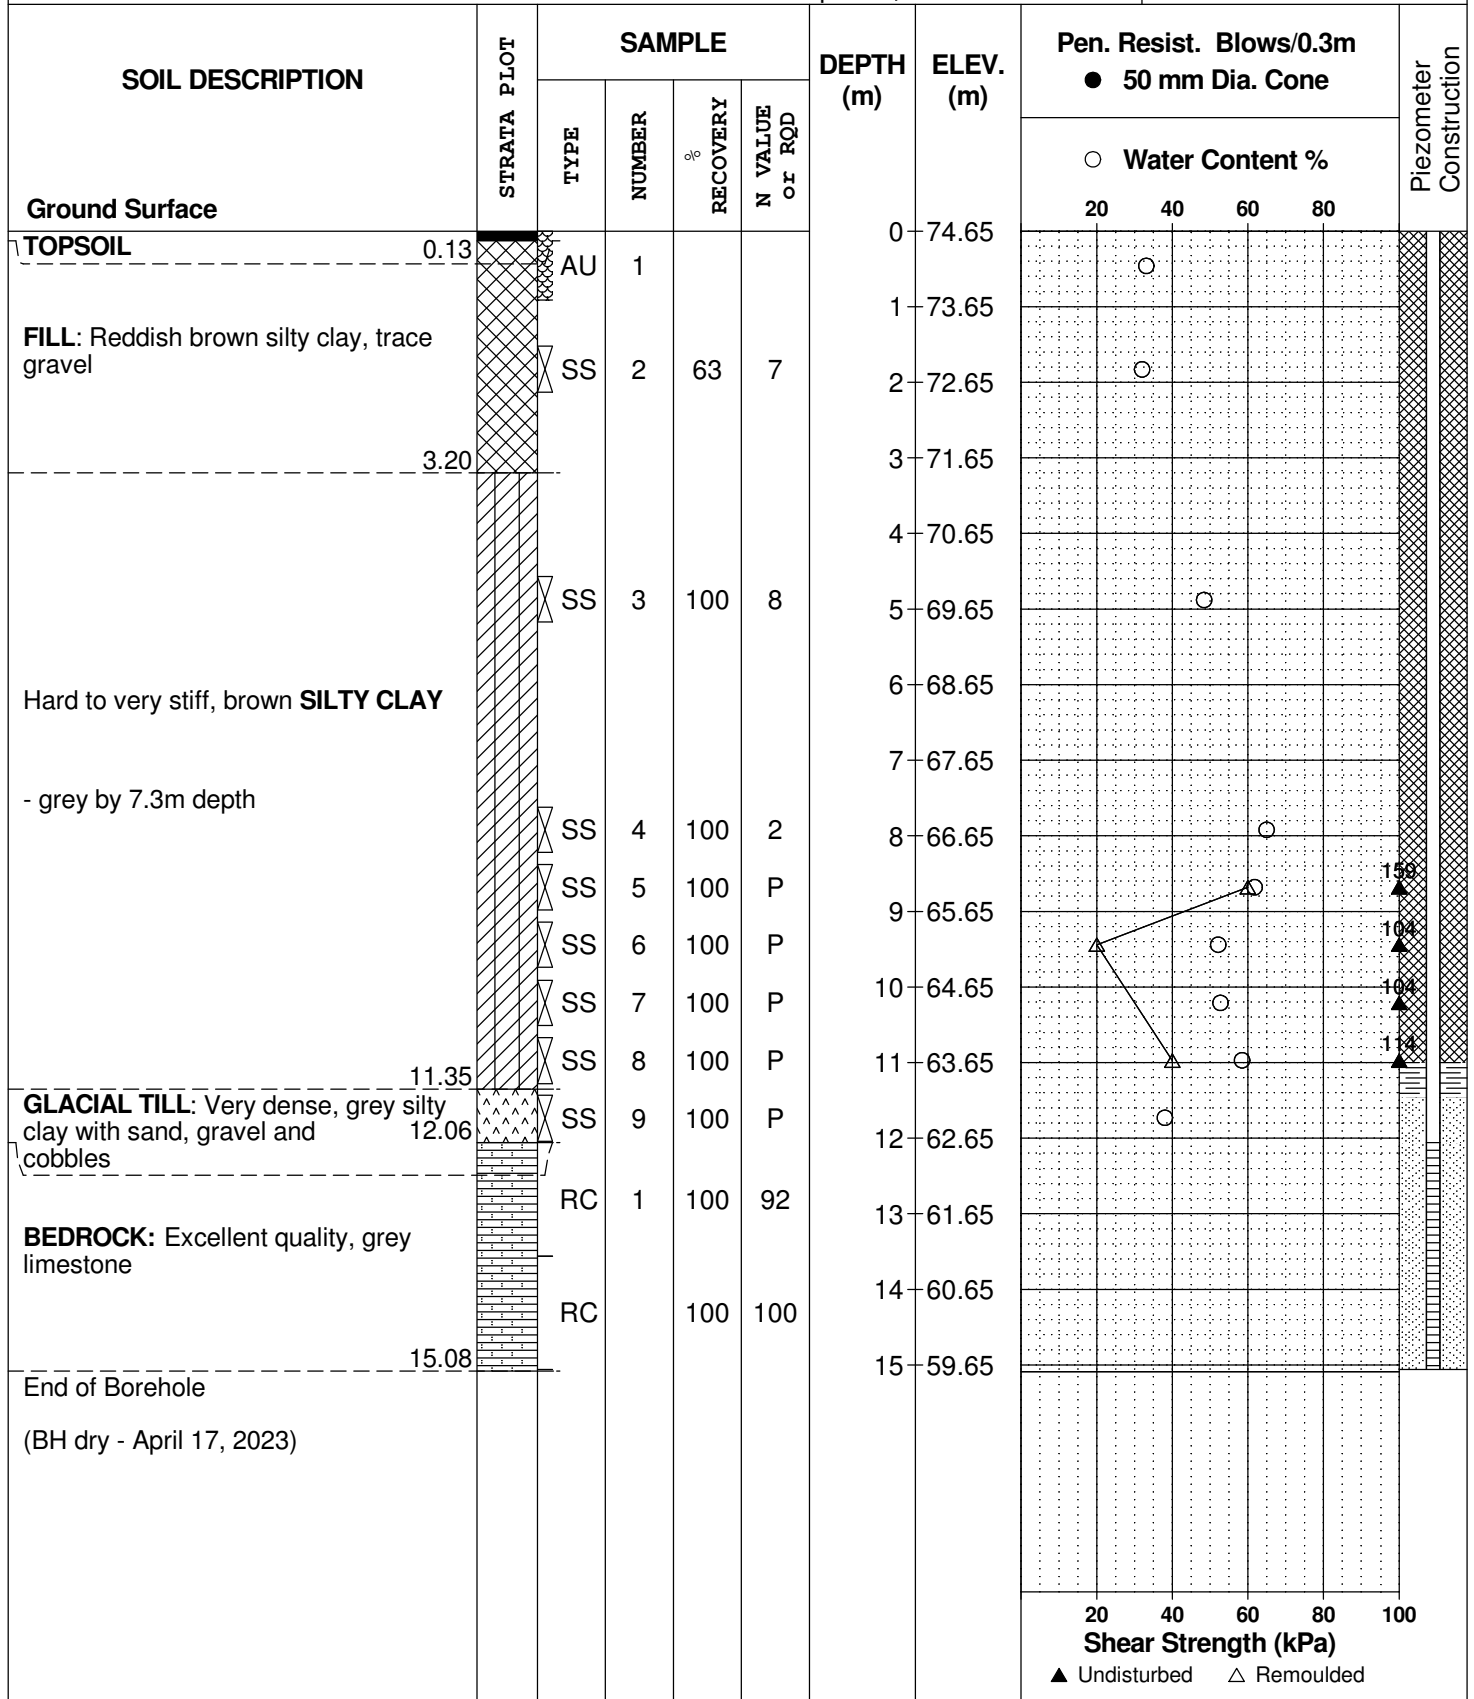 SOIL DESCRIPTION
STRATA PLOT
SAMPLE
TYPE
NUMBER
% RECOVERY
N VALUE or RQD
DEPTH (m)
ELEV. (m)
Pen. Resist. Blows/0.3m
● 50 mm Dia. Cone
○ Water Content %
20 40 60 80
Piezometer Construction
Ground Surface
0 74.65
TOPSOIL 0.13
AU 1
1 73.65
FILL: Reddish brown silty clay, trace
gravel
SS 2 63 7
2 72.65
3.20
3 71.65
4 70.65
SS 3 100 8
5 69.65
6 68.65
Hard to very stiff, brown SILTY CLAY
7 67.65
- grey by 7.3m depth
SS 4 100 2
8 66.65
159
SS 5 100 P
9 65.65
104
SS 6 100 P
10 64.65
104
SS 7 100 P
114
SS 8 100 P
11 63.65
11.35
GLACIAL TILL: Very dense, grey silty
clay with sand, gravel and 12.06
cobbles
SS 9 100 P
12 62.65
RC 1 100 92
13 61.65
BEDROCK: Excellent quality, grey
limestone
14 60.65
RC 100 100
15.08
15 59.65
End of Borehole
(BH dry - April 17, 2023)
20 40 60 80 100
Shear Strength (kPa)
▲ Undisturbed △ Remoulded